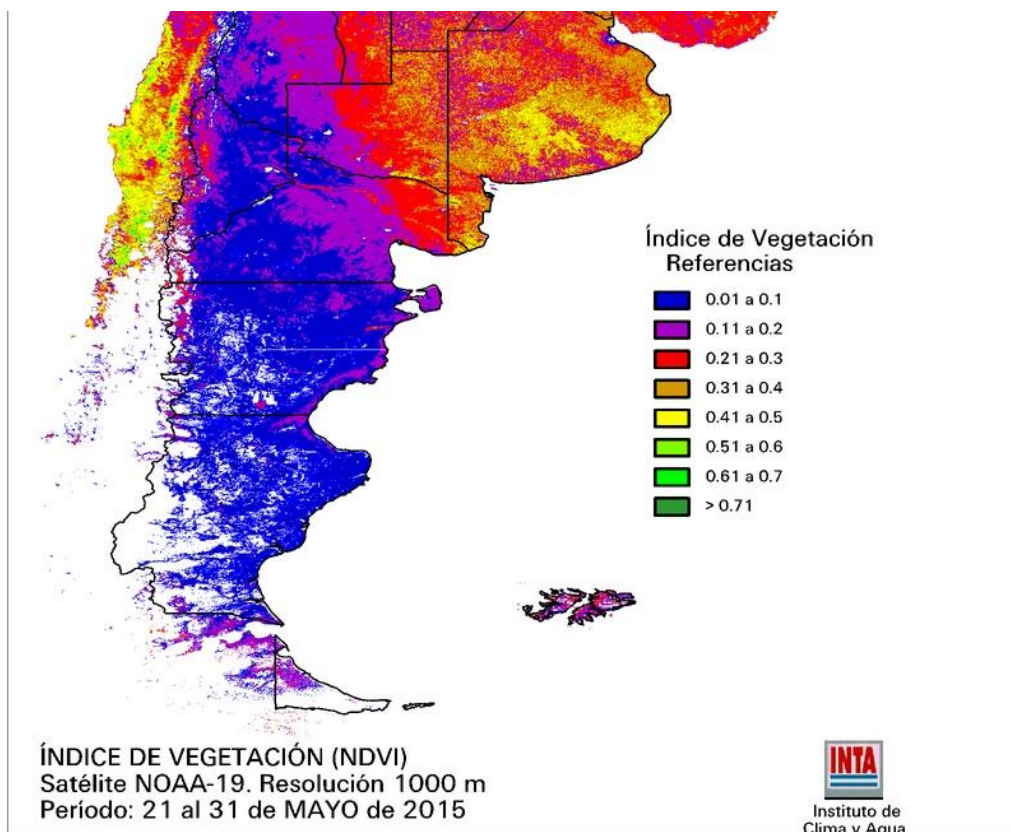 Índice de Vegetación
Referencias
0.01 a 0.1
0.11 a 0.2
0.21 a 0.3
0.31 a 0.4
0.41 a 0.5
0.51 a 0.6
0.61 a 0.7
> 0.71
ÍNDICE DE VEGETACIÓN (NDVI)
Satélite NOAA-19. Resolución 1000 m
Período: 21 al 31 de MAYO de 2015
INTA
Instituto de
Clima y Agua